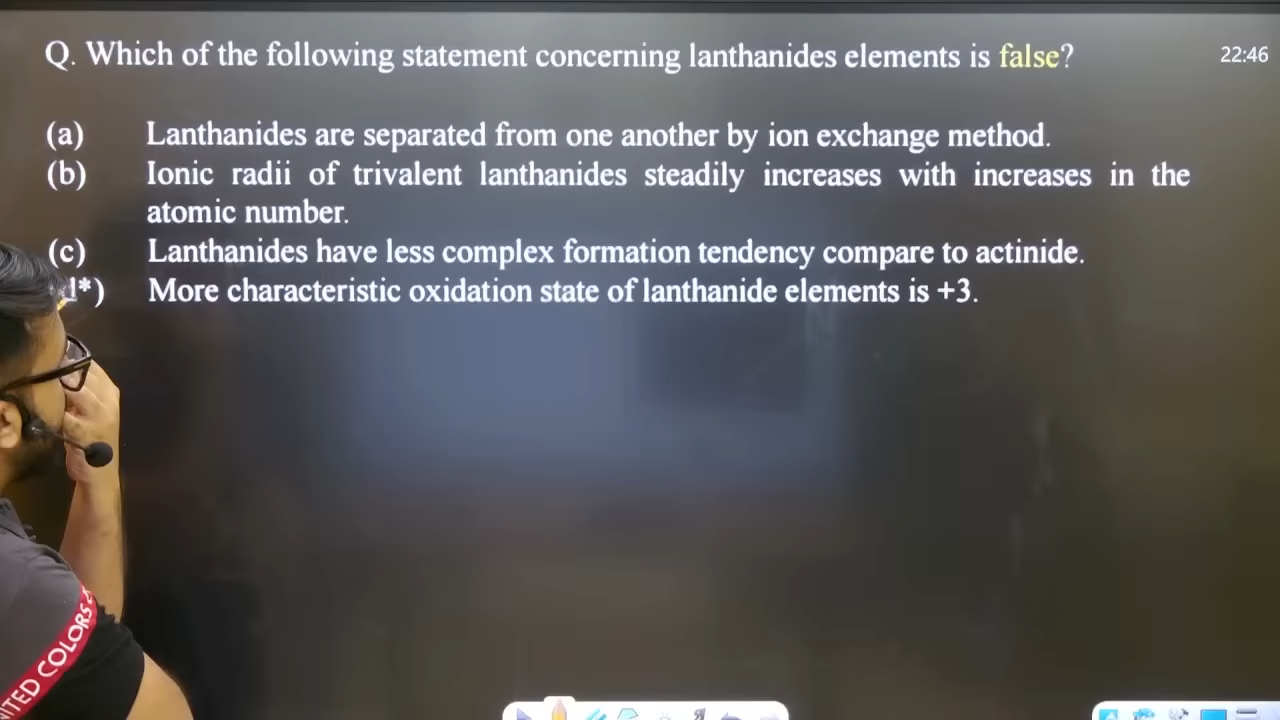 Q. Which of the following statement concerning lanthanides elements is false?
22:46
(a) Lanthanides are separated from one another by ion exchange method.
(b) Ionic radii of trivalent lanthanides steadily increases with increases in the
atomic number.
(c) Lanthanides have less complex formation tendency compare to actinide.
*) More characteristic oxidation state of lanthanide elements is +3.
COLORS